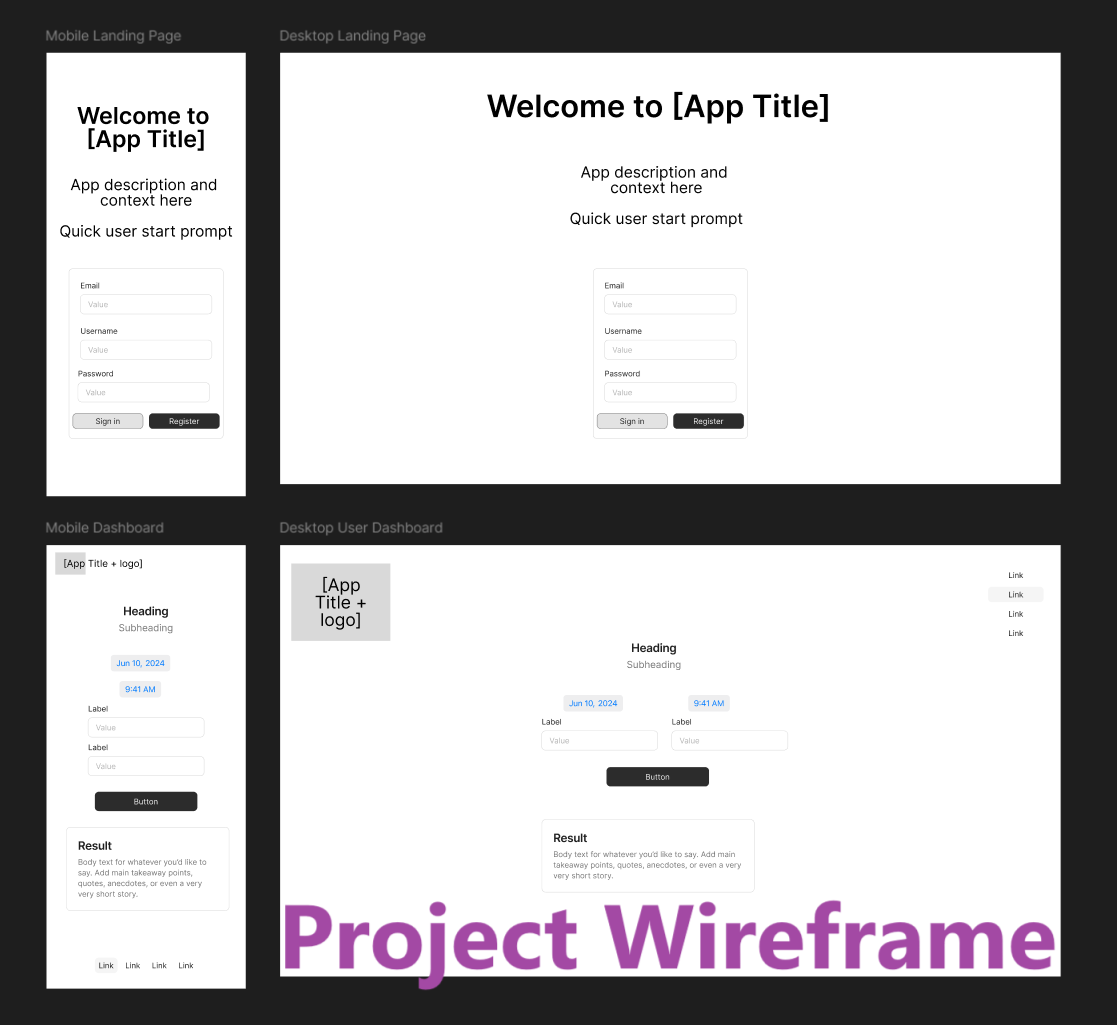 Mobile Landing Page
Welcome to
[App Title]
App description and
context here
Quick user start prompt
Email
Value
Username
Value
Password
Value
Sign in
Register
Desktop Landing Page
Welcome to [App Title]
App description and
context here
Quick user start prompt
Email
Value
Username
Value
Password
Value
Sign in
Register
Mobile Dashboard
[App Title + logo]
Heading
Subheading
Jun 10, 2024
9:41 AM
Label
Value
Label
Value
Button
Result
Body text for whatever you'd like to
say. Add main takeaway points,
quotes, anecdotes, or even a very
very short story.
Link
Link
Link
Link
Desktop User Dashboard
[App
Title +
logo]
Link
Link
Link
Link
Heading
Subheading
Jun 10, 2024
9:41 AM
Label
Label
Value
Value
Button
Result
Body text for whatever you'd like to say. Add main
takeaway points, quotes, anecdotes, or even a very
very short story.
Project Wireframe